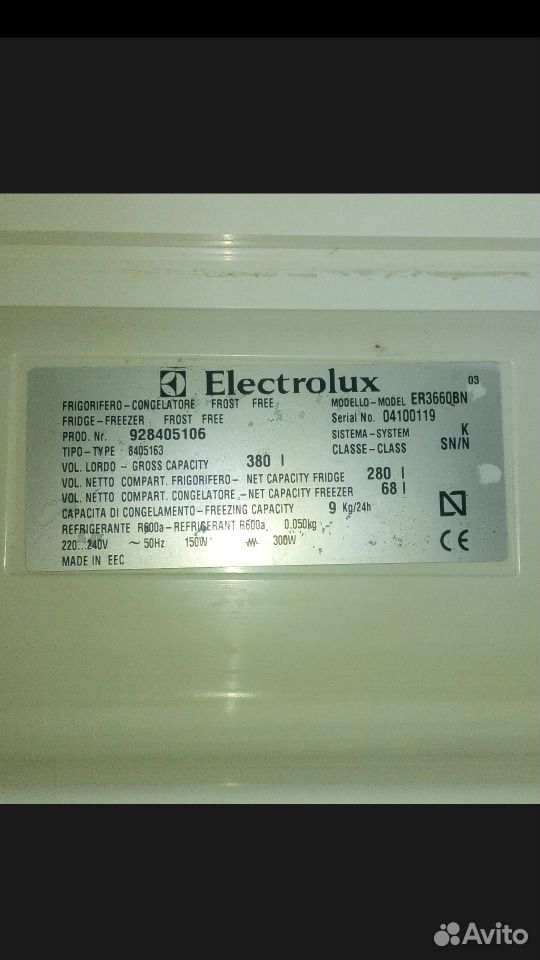 Electrolux
03
FRIGORIFERO-CONGELATORE FROST FREE MODELLO-MODEL ER3660BN
FRIDGE-FREEZER FROST FREE Serial No. 04100119
PROD. Nr. 928405106 SISTEMA-SYSTEM K
TIPO-TYPE 8405163 CLASSE-CLASS SN/N
VOL. LORDO-GROSS CAPACITY 380 l
VOL. NETTO COMPART. FRIGORIFERO-NET CAPACITY FRIDGE 280 l
VOL. NETTO COMPART. CONGELATORE-NET CAPACITY FREEZER 68 l
CAPACITA DI CONGELAMENTO-FREEZING CAPACITY 9 Kg/24h
REFRIGERANTE R600a-REFRIGERANT R600a 0,050kg
220...240V ~ 50Hz 150W 300W
MADE IN EEC
CE
Avito